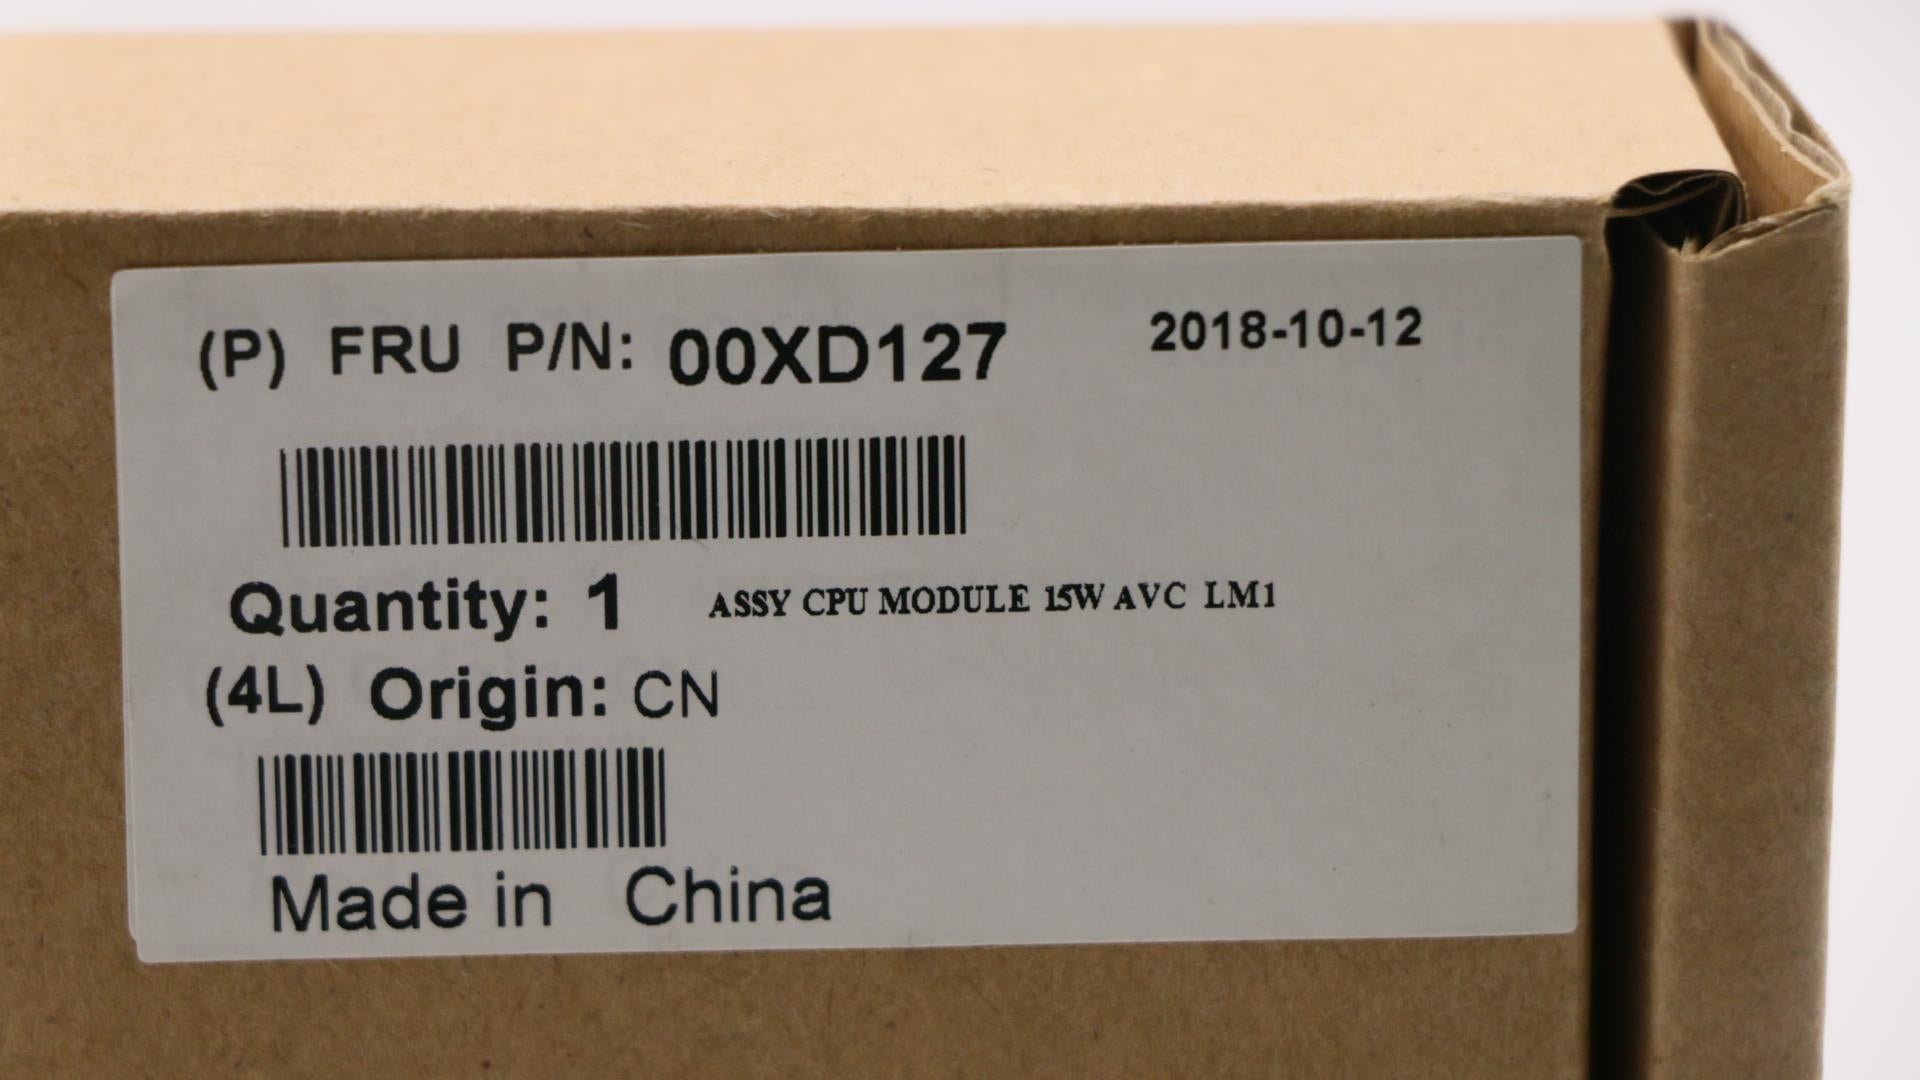 (P) FRU P/N: 00XD127 2018-10-12
Quantity: 1 ASSY CPU MODULE 15W AVC LM1
(4L) Origin: CN
Made in China